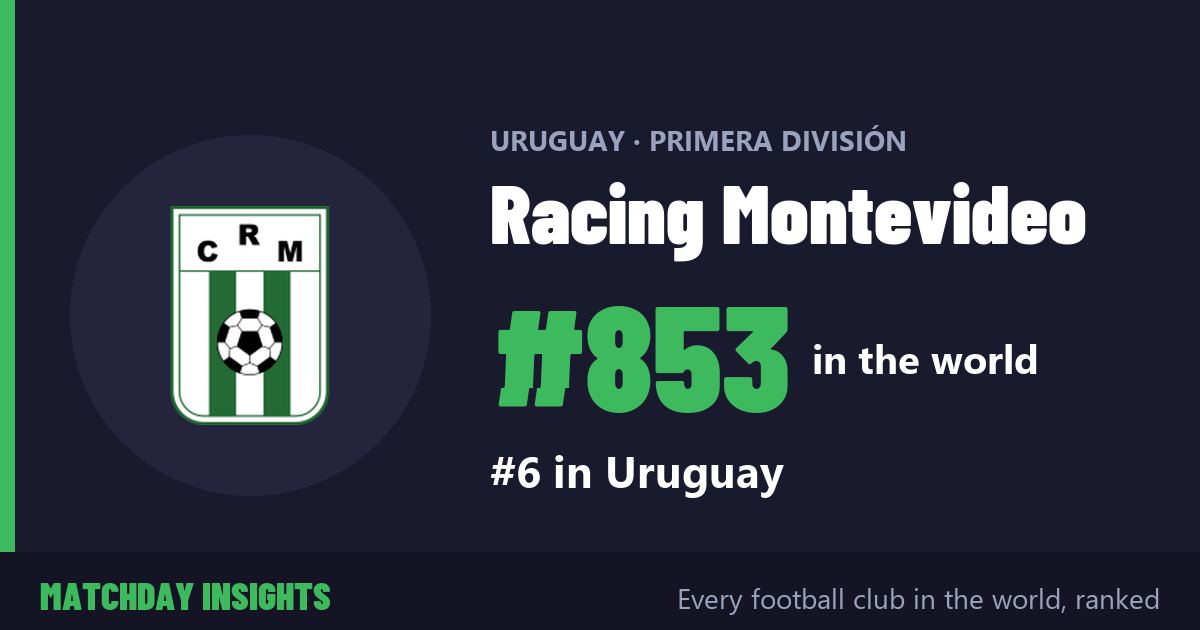 URUGUAY · PRIMERA DIVISIÓN
Racing Montevideo
C R M
#853 in the world
#6 in Uruguay
MATCHDAY INSIGHTS
Every football club in the world, ranked